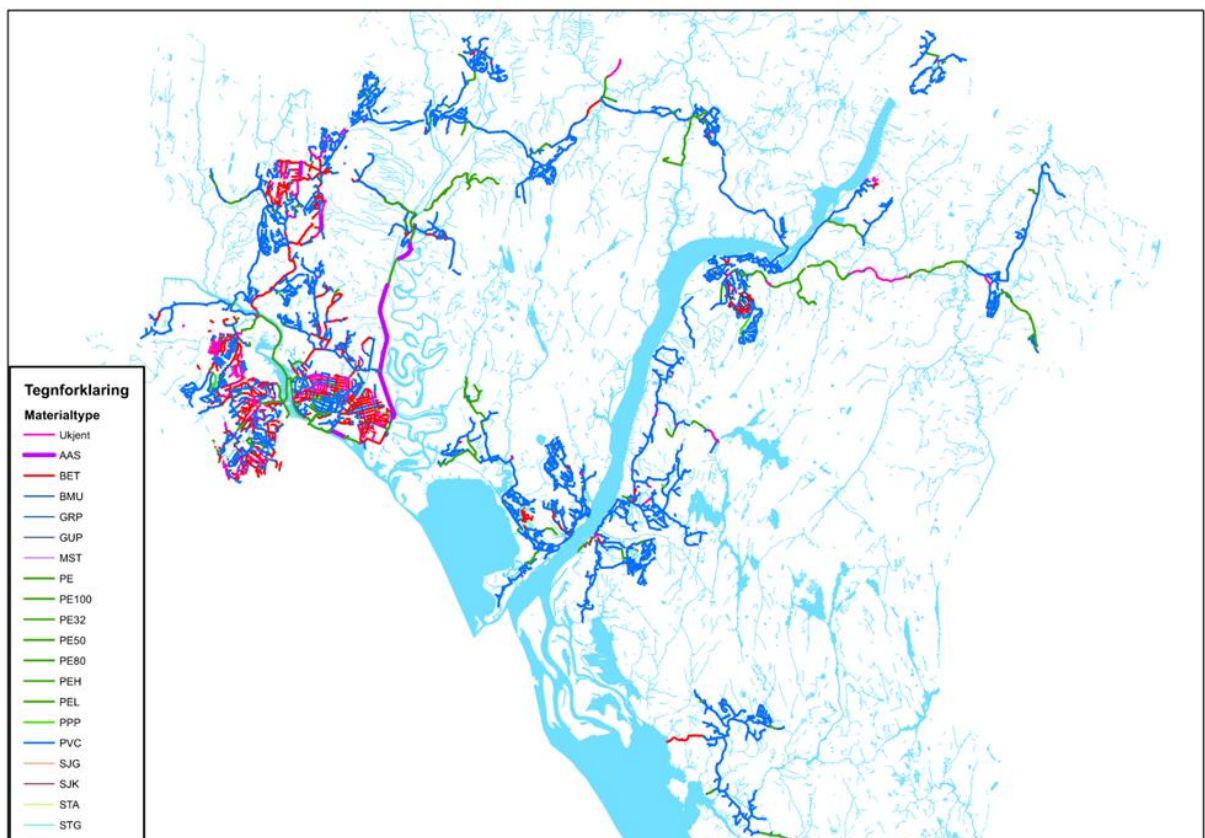 Tegnforklaring
Materialtype
Ukjent
AAS
BET
BMU
GRP
GUP
MST
PE
PE100
PE32
PE50
PE80
PEH
PEL
PPP
PVC
SJG
SJK
STA
STG